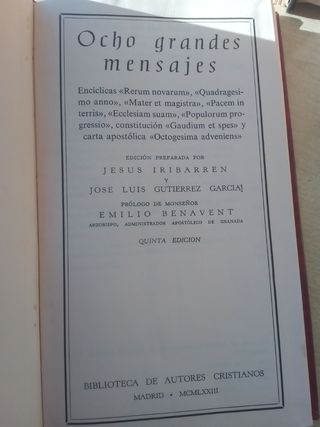 Ocho grandes
mensajes
Encíclicas «Rerum novarum», «Quadragesi-
mo anno», «Mater et magistra», «Pacem in
terris», «Ecclesiam suam», «Populorum pro-
gressio», constitución «Gaudium et spes» y
carta apostólica «Octogesima adveniens»
EDICIÓN PREPARADA POR
JESUS IRIBARREN
Y
JOSE LUIS GUTIERREZ GARCIA
PRÓLOGO DE MONSEÑOR
EMILIO BENAVENT
ARZOBISPO, ADMINISTRADOR APOSTÓLICO DE GRANADA
QUINTA EDICION
BIBLIOTECA DE AUTORES CRISTIANOS
MADRID • MCMLXXIII